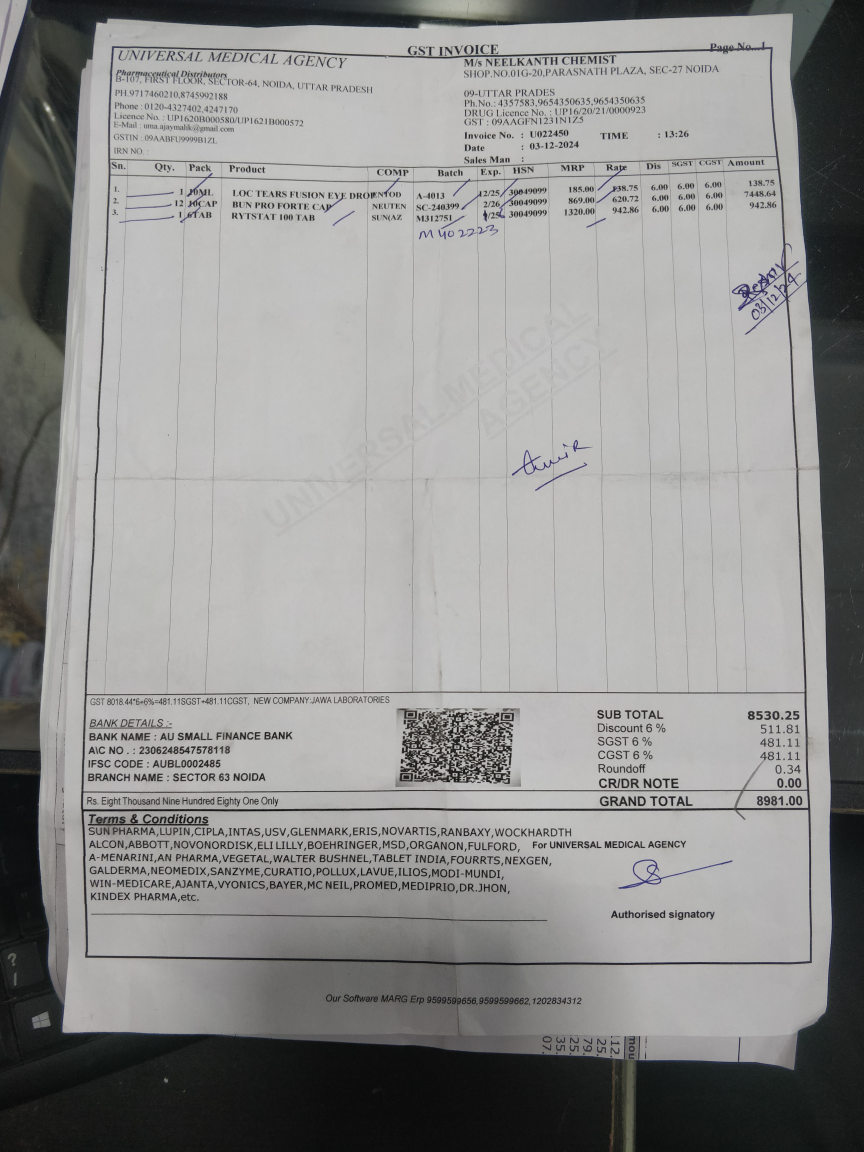 GST INVOICE
Page No...1
UNIVERSAL MEDICAL AGENCY
Pharmaceutical Distributors
B-107, FIRST FLOOR, SECTOR-64, NOIDA, UTTAR PRADESH
PH.9717460210,8745992188
Phone : 0120-4327402,4247170
Licence No. : UP1620B000580/UP1621B000572
E-Mail : uma.ajaymalik@gmail.com
GSTIN : 09AABFU9999B1ZL
IRN NO. :
M/s NEELKANTH CHEMIST
SHOP.NO.01G-20,PARASNATH PLAZA, SEC-27 NOIDA
09-UTTAR PRADES
Ph.No.: 4357583,9654350635,9654350635
DRUG Licence No. : UP16/20/21/0000923
GST : 09AAGFN1231N1Z5
Invoice No. : U022450 TIME : 13:26
Date : 03-12-2024
Sales Man :
Sn. Qty. Pack Product COMP Batch Exp. HSN MRP Rate Dis SGST CGST Amount
1. 1 10ML LOC TEARS FUSION EYE DROP ENTOD A-4013 12/25 30049099 185.00 138.75 6.00 6.00 6.00 138.75
2. 12 10CAP BUN PRO FORTE CAP NEUTEN SC-240399 2/26 30049099 869.00 620.72 6.00 6.00 6.00 7448.64
3. 1 6TAB RYTSTAT 100 TAB SUN(AZ M312751 /25 30049099 1320.00 942.86 6.00 6.00 6.00 942.86
M402223
03/12/24
UNIVERSAL MEDICAL
AGENCY
Amir
GST 8018.44*6+6%=481.11SGST+481.11CGST, NEW COMPANY:JAWA LABORATORIES
BANK DETAILS :-
BANK NAME : AU SMALL FINANCE BANK
A\C NO . : 2306248547578118
IFSC CODE : AUBL0002485
BRANCH NAME : SECTOR 63 NOIDA
SUB TOTAL 8530.25
Discount 6 % 511.81
SGST 6 % 481.11
CGST 6 % 481.11
Roundoff 0.34
CR/DR NOTE 0.00
Rs. Eight Thousand Nine Hundred Eighty One Only
GRAND TOTAL 8981.00
Terms & Conditions
SUN PHARMA,LUPIN,CIPLA,INTAS,USV,GLENMARK,ERIS,NOVARTIS,RANBAXY,WOCKHARDTH
ALCON,ABBOTT,NOVONORDISK,ELI LILLY,BOEHRINGER,MSD,ORGANON,FULFORD,
A-MENARINI,AN PHARMA,VEGETAL,WALTER BUSHNEL,TABLET INDIA,FOURRTS,NEXGEN,
GALDERMA,NEOMEDIX,SANZYME,CURATIO,POLLUX,LAVUE,ILIOS,MODI-MUNDI,
WIN-MEDICARE,AJANTA,VYONICS,BAYER,MC NEIL,PROMED,MEDIPRIO,DR.JHON,
KINDEX PHARMA,etc.
For UNIVERSAL MEDICAL AGENCY
Authorised signatory
Our Software MARG Erp 9599599656,9599599662,1202834312